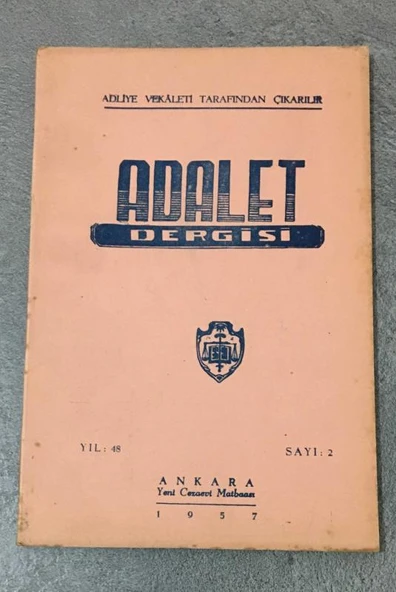 ADLİYE VEKÂLETİ TARAFINDAN ÇIKARILIR
ADALET
DERGİSİ
YIL: 48
SAYI: 2
ANKARA
Yeni Cezaevi Matbaası
1957